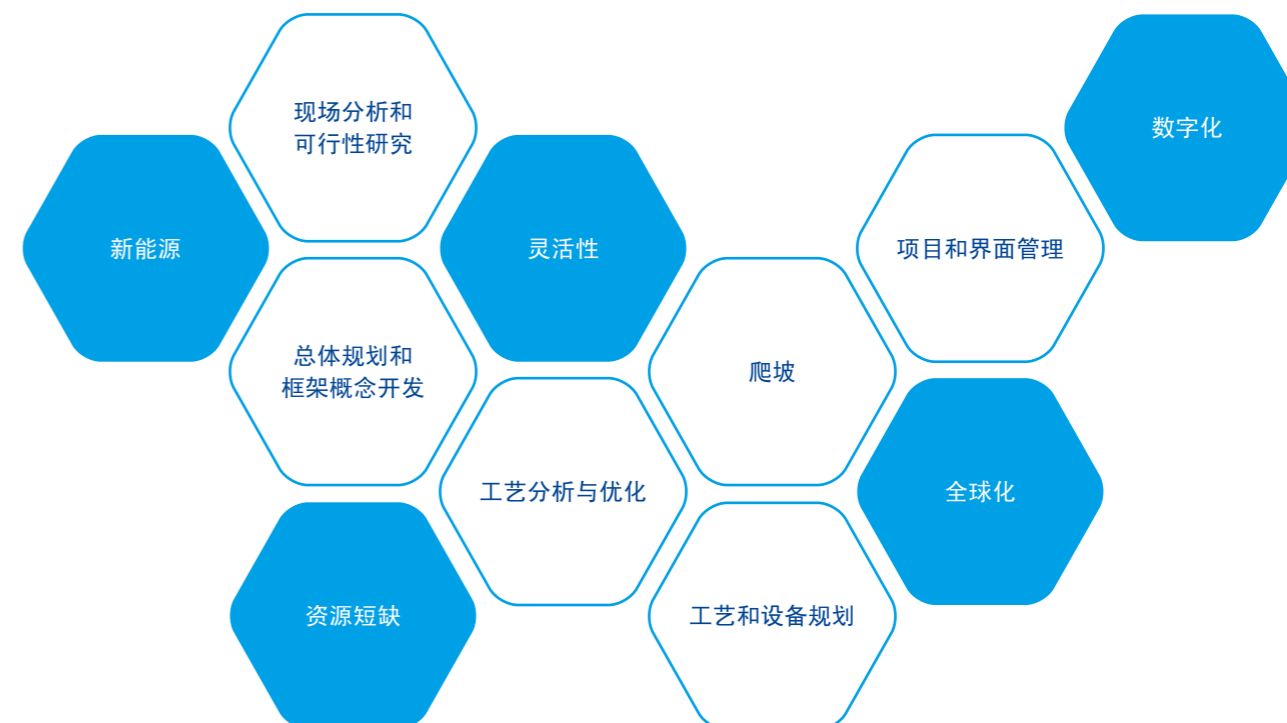 现场分析和
可行性研究
数字化
新能源
灵活性
项目和界面管理
总体规划和
框架概念开发
爬坡
工艺分析与优化
全球化
资源短缺
工艺和设备规划